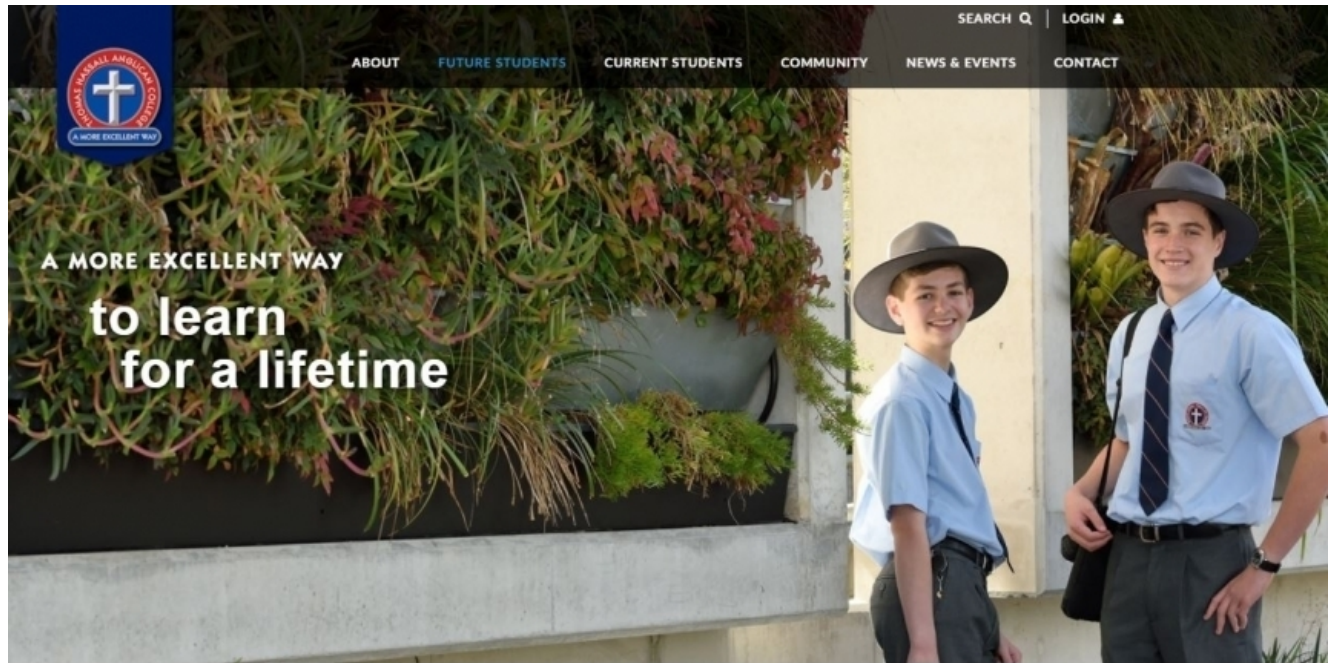 SEARCH
LOGIN
ABOUT
FUTURE STUDENTS
CURRENT STUDENTS
COMMUNITY
NEWS & EVENTS
CONTACT
THOMAS HASSALL ANGLICAN COLLEGE
A MORE EXCELLENT WAY
A MORE EXCELLENT WAY
to learn
for a lifetime